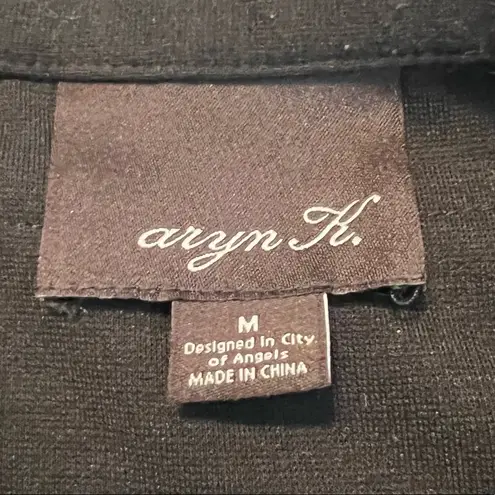 aryn K.
M
Designed in City
of Angels
MADE IN CHINA